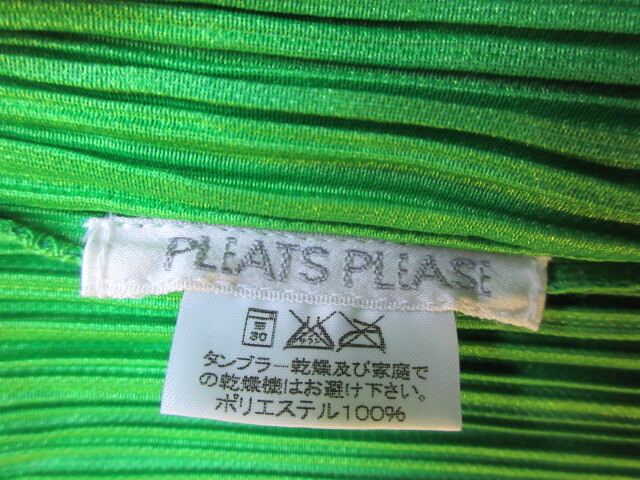 PLEATS PLEASE
30
タンブラー乾燥及び家庭で
の乾燥機はお避け下さい。
ポリエステル100%